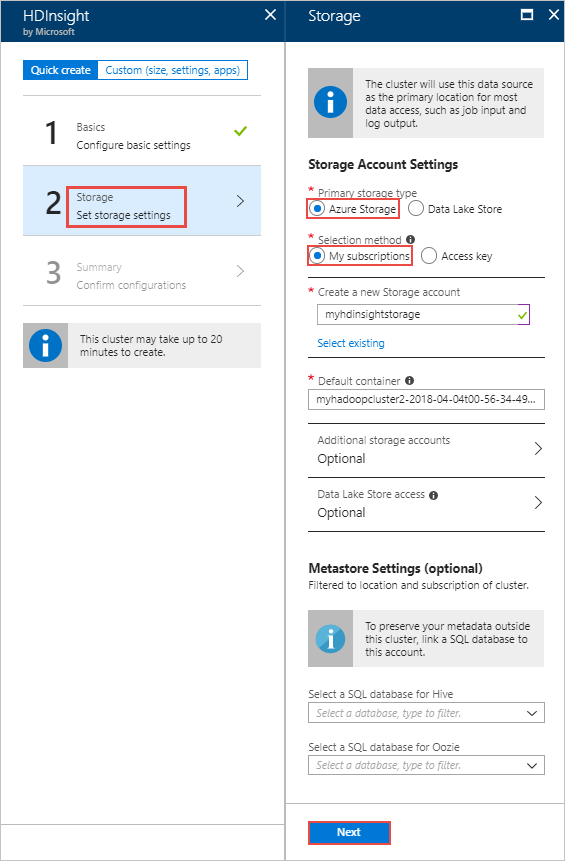 HDInsight
by Microsoft
Quick create
Custom (size, settings, apps)
1
Basics
Configure basic settings
2
Storage
Set storage settings
3
Summary
Confirm configurations
This cluster may take up to 20
minutes to create.
Storage
The cluster will use this data source
as the primary location for most
data access, such as job input and
log output.
Storage Account Settings
* Primary storage type
Azure Storage
Data Lake Store
* Selection method
My subscriptions
Access key
* Create a new Storage account
myhdinsightstorage
Select existing
* Default container
myhadoopcluster2-2018-04-04t00-56-34-49...
Additional storage accounts
Optional
Data Lake Store access
Optional
Metastore Settings (optional)
Filtered to location and subscription of cluster.
To preserve your metadata outside
this cluster, link a SQL database to
this account.
Select a SQL database for Hive
Select a database, type to filter.
Select a SQL database for Oozie
Select a database, type to filter.
Next